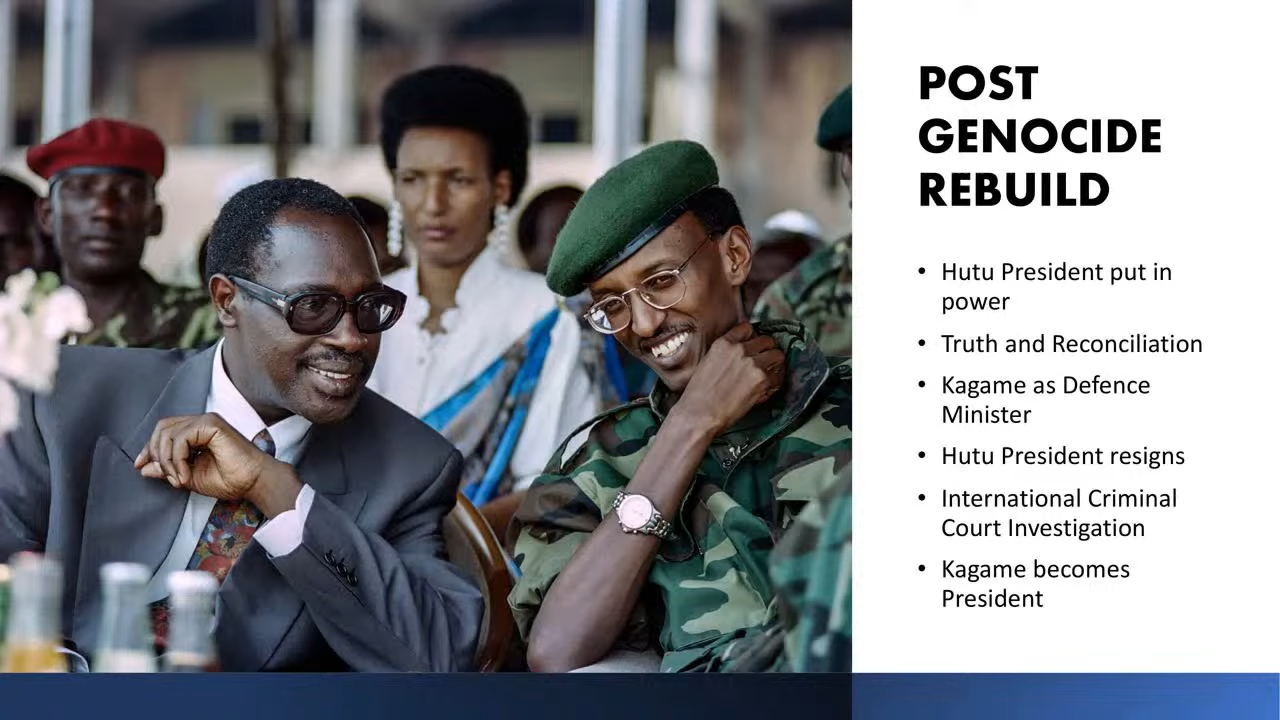 POST
GENOCIDE
REBUILD
• Hutu President put in
power
• Truth and Reconciliation
• Kagame as Defence
Minister
• Hutu President resigns
• International Criminal
Court Investigation
• Kagame becomes
President